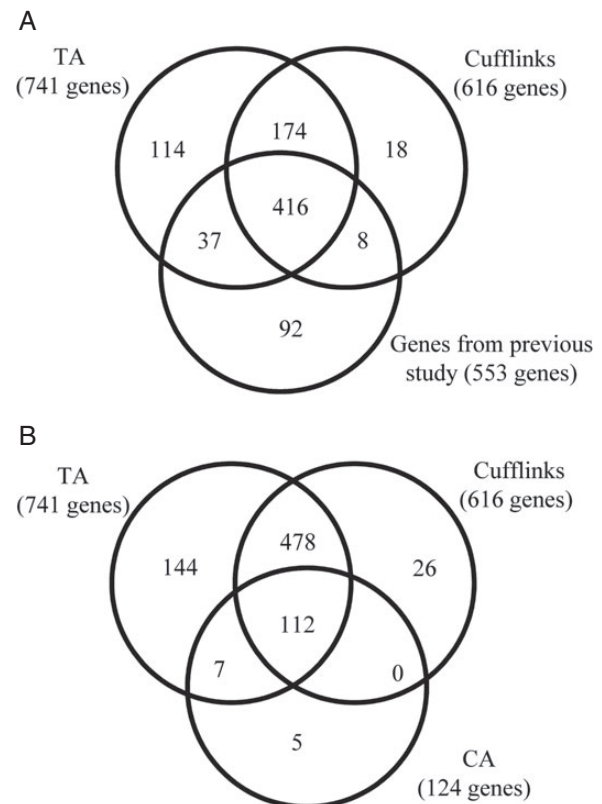 A
TA
(741 genes)
Cufflinks
(616 genes)
114
174
18
416
37
8
92
Genes from previous
study (553 genes)
B
TA
(741 genes)
Cufflinks
(616 genes)
144
478
26
112
7
0
5
CA
(124 genes)